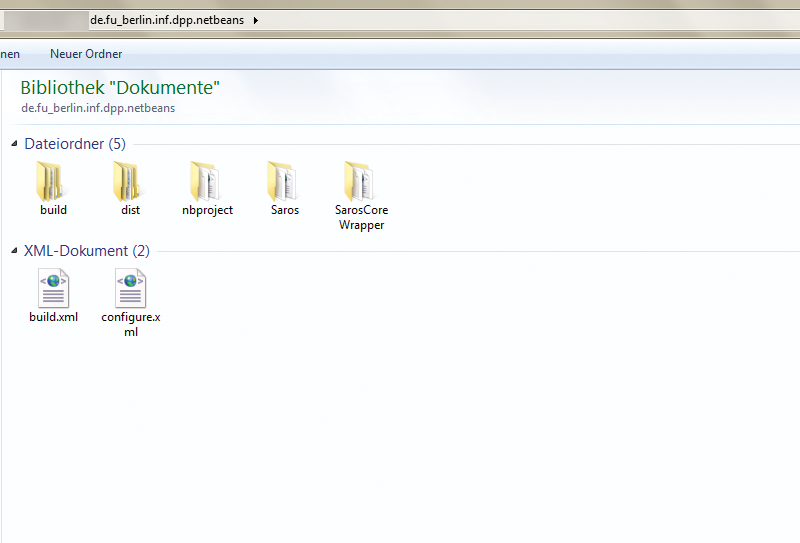 de.fu_berlin.inf.dpp.netbeans
nen Neuer Ordner
Bibliothek "Dokumente"
de.fu_berlin.inf.dpp.netbeans
Dateiordner (5)
build dist nbproject Saros SarosCore
Wrapper
XML-Dokument (2)
build.xml configure.x
ml